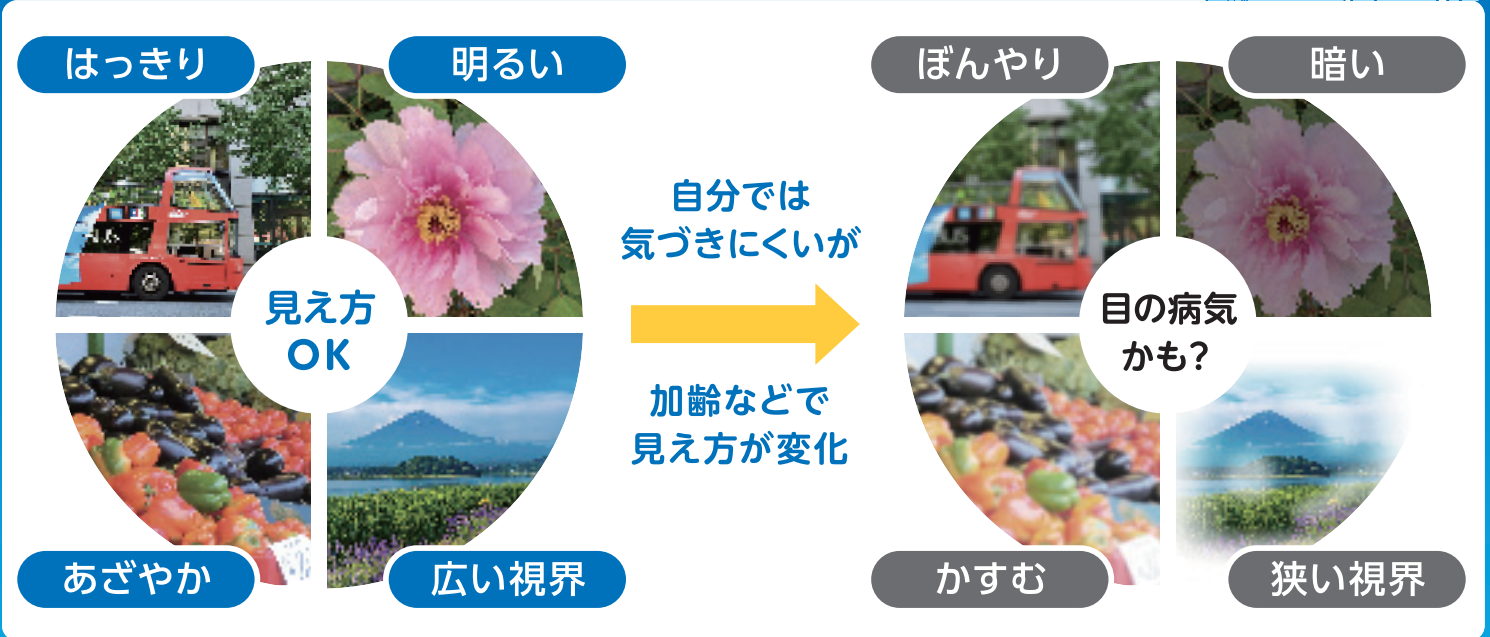 はっきり
明るい
見え方
OK
あざやか
広い視界
自分では
気づきにくいが
加齢などで
見え方が変化
ぼんやり
暗い
目の病気
かも?
かすむ
狭い視界